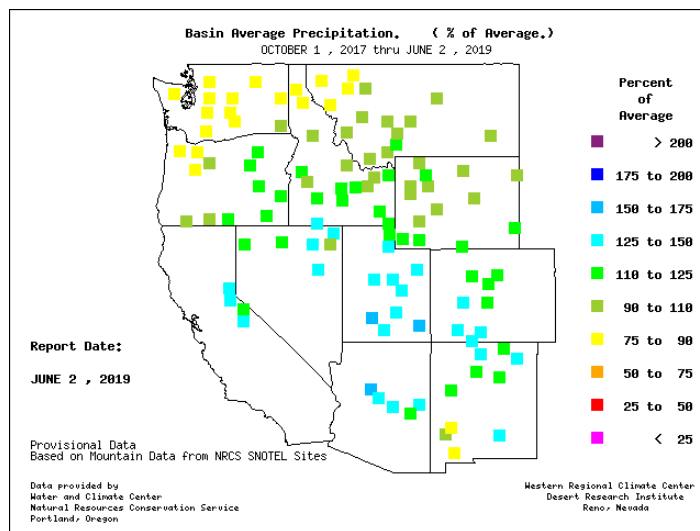 Basin Average Precipitation. ( % of Average.)
OCTOBER 1 , 2017 thru JUNE 2 , 2019
Percent
of
Average
> 200
175 to 200
150 to 175
125 to 150
110 to 125
90 to 110
75 to 90
50 to 75
25 to 50
< 25
Report Date:
JUNE 2 , 2019
Provisional Data
Based on Mountain Data from NRCS SNOTEL Sites
Data provided by
Water and Climate Center
Natural Resources Conservation Service
Portland, Oregon
Western Regional Climate Center
Desert Research Institute
Reno, Nevada